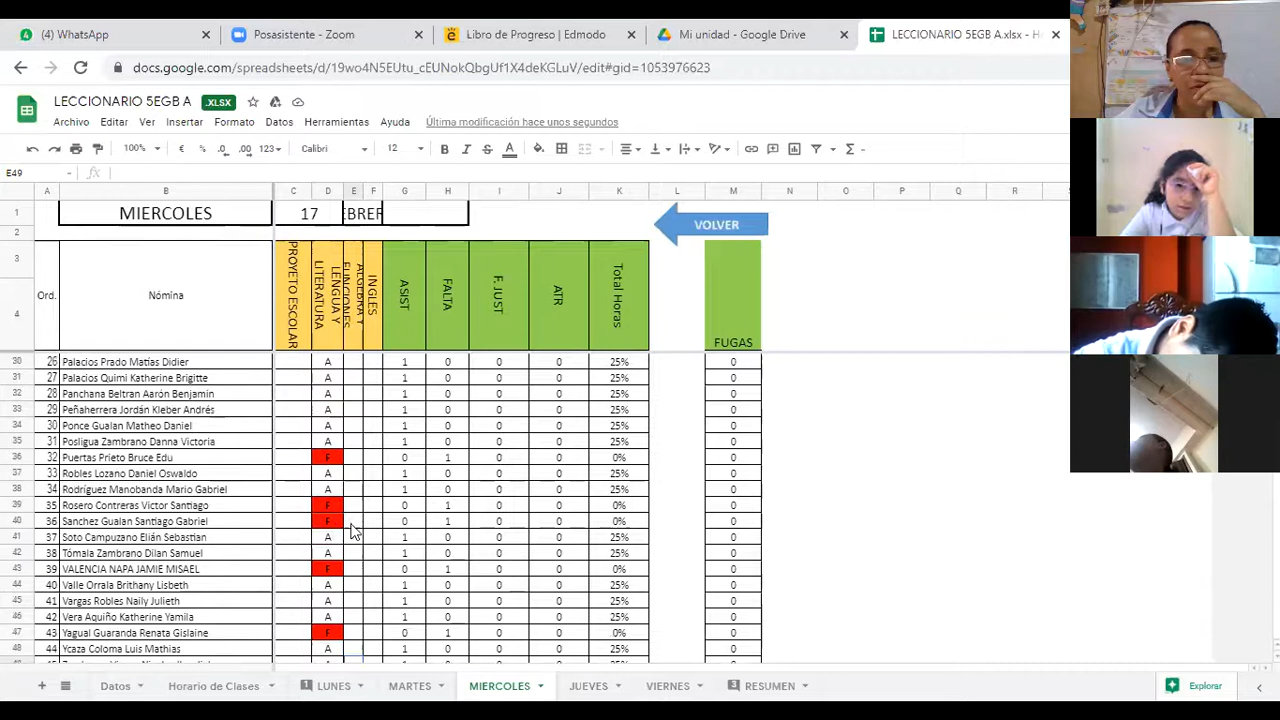 (4) WhatsApp × Posasistente - Zoom × Libro de Progreso | Edmodo × Mi unidad - Google Drive × LECCIONARIO 5EGB A.xlsx - H ×
docs.google.com/spreadsheets/d/19wo4N5EUtu_cEUNokQbgUf1X4deKGLuV/edit#gid=1053976623
LECCIONARIO 5EGB A .XLSX
Archivo Editar Ver Insertar Formato Datos Herramientas Ayuda Última modificación hace unos segundos
100% € % .0 .00 123 Calibri 12 B I S A
E49 fx
A B C D E F G H I J K L M N O P Q R
1 MIERCOLES 17 EBRER VOLVER
2
3 Ord. Nómina PROYETO ESCOLAR LENGUA Y LITERATURA INGLES ASIST FALTA F. JUST ATR Total Horas
4 FUGAS
30 26 Palacios Prado Matías Didier A 1 0 0 0 25% 0
31 27 Palacios Quimi Katherine Brigitte A 1 0 0 0 25% 0
32 28 Panchana Beltran Aarón Benjamín A 1 0 0 0 25% 0
33 29 Peñaherrera Jordán Kleber Andrés A 1 0 0 0 25% 0
34 30 Ponce Gualan Matheo Daniel A 1 0 0 0 25% 0
35 31 Posligua Zambrano Danna Victoria A 1 0 0 0 25% 0
36 32 Puertas Prieto Bruce Edu F 0 1 0 0 0% 0
37 33 Robles Lozano Daniel Oswaldo A 1 0 0 0 25% 0
38 34 Rodríguez Manobanda Mario Gabriel A 1 0 0 0 25% 0
39 35 Rosero Contreras Victor Santiago F 0 1 0 0 0% 0
40 36 Sanchez Gualan Santiago Gabriel F 0 1 0 0 0% 0
41 37 Soto Campuzano Elián Sebastian A 1 0 0 0 25% 0
42 38 Tómala Zambrano Dilan Samuel A 1 0 0 0 25% 0
43 39 VALENCIA NAPA JAMIE MISAEL F 0 1 0 0 0% 0
44 40 Valle Orrala Brithany Lisbeth A 1 0 0 0 25% 0
45 41 Vargas Robles Naily Julieth A 1 0 0 0 25% 0
46 42 Vera Aquiño Katherine Yamila A 1 0 0 0 25% 0
47 43 Yagual Guaranda Renata Gislaine F 0 1 0 0 0% 0
48 44 Ycaza Coloma Luis Mathias A 1 0 0 0 25% 0
+ Datos Horario de Clases 1 LUNES MARTES MIERCOLES JUEVES VIERNES 3 RESUMEN Explorar